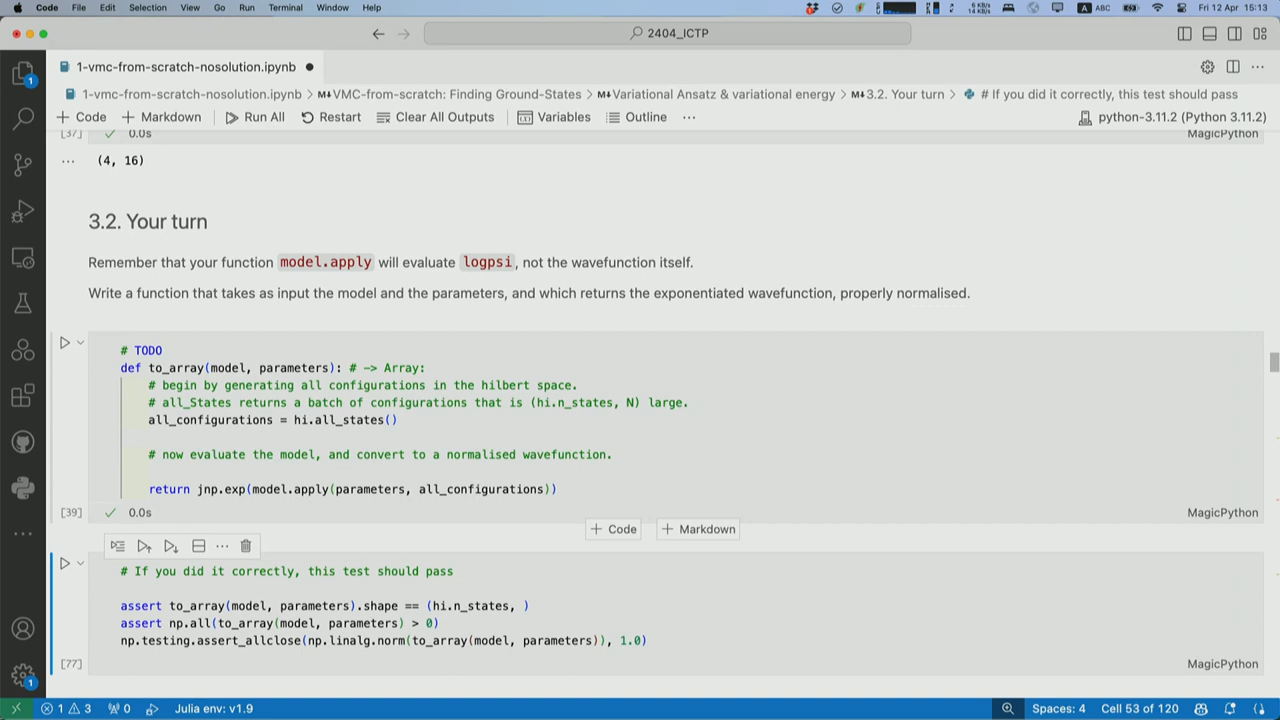 Code File Edit Selection View Go Run Terminal Window Help
ABC Fri 12 Apr 15:13
2404_ICTP
1-vmc-from-scratch-nosolution.ipynb
1-vmc-from-scratch-nosolution.ipynb > M↓VMC-from-scratch: Finding Ground-States > M↓Variational Ansatz & variational energy > M↓3.2. Your turn > # If you did it correctly, this test should pass
+ Code + Markdown | Run All Restart Clear All Outputs | Variables Outline ... python-3.11.2 (Python 3.11.2)
[37] ✓ 0.0s MagicPython
... (4, 16)
3.2. Your turn
Remember that your function model.apply will evaluate logpsi, not the wavefunction itself.
Write a function that takes as input the model and the parameters, and which returns the exponentiated wavefunction, properly normalised.
# TODO
def to_array(model, parameters): # -> Array:
# begin by generating all configurations in the hilbert space.
# all_States returns a batch of configurations that is (hi.n_states, N) large.
all_configurations = hi.all_states()
# now evaluate the model, and convert to a normalised wavefunction.
return jnp.exp(model.apply(parameters, all_configurations))
[39] ✓ 0.0s MagicPython
+ Code + Markdown
# If you did it correctly, this test should pass
assert to_array(model, parameters).shape == (hi.n_states, )
assert np.all(to_array(model, parameters) > 0)
np.testing.assert_allclose(np.linalg.norm(to_array(model, parameters)), 1.0)
[77] MagicPython
1 3 0 Julia env: v1.9 Spaces: 4 Cell 53 of 120